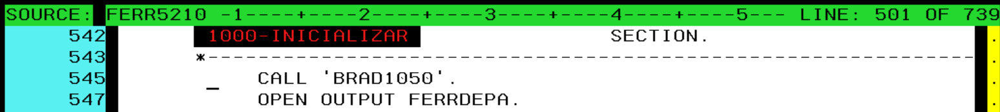 SOURCE: FERR5210 -1----+----2----+----3----+----4----+----5--- LINE: 501 OF 739
542 1000-INICIALIZAR SECTION. .
543 *------------------------------------------------------------- .
545 _ CALL 'BRAD1050'. .
547 OPEN OUTPUT FERRDEPA. .